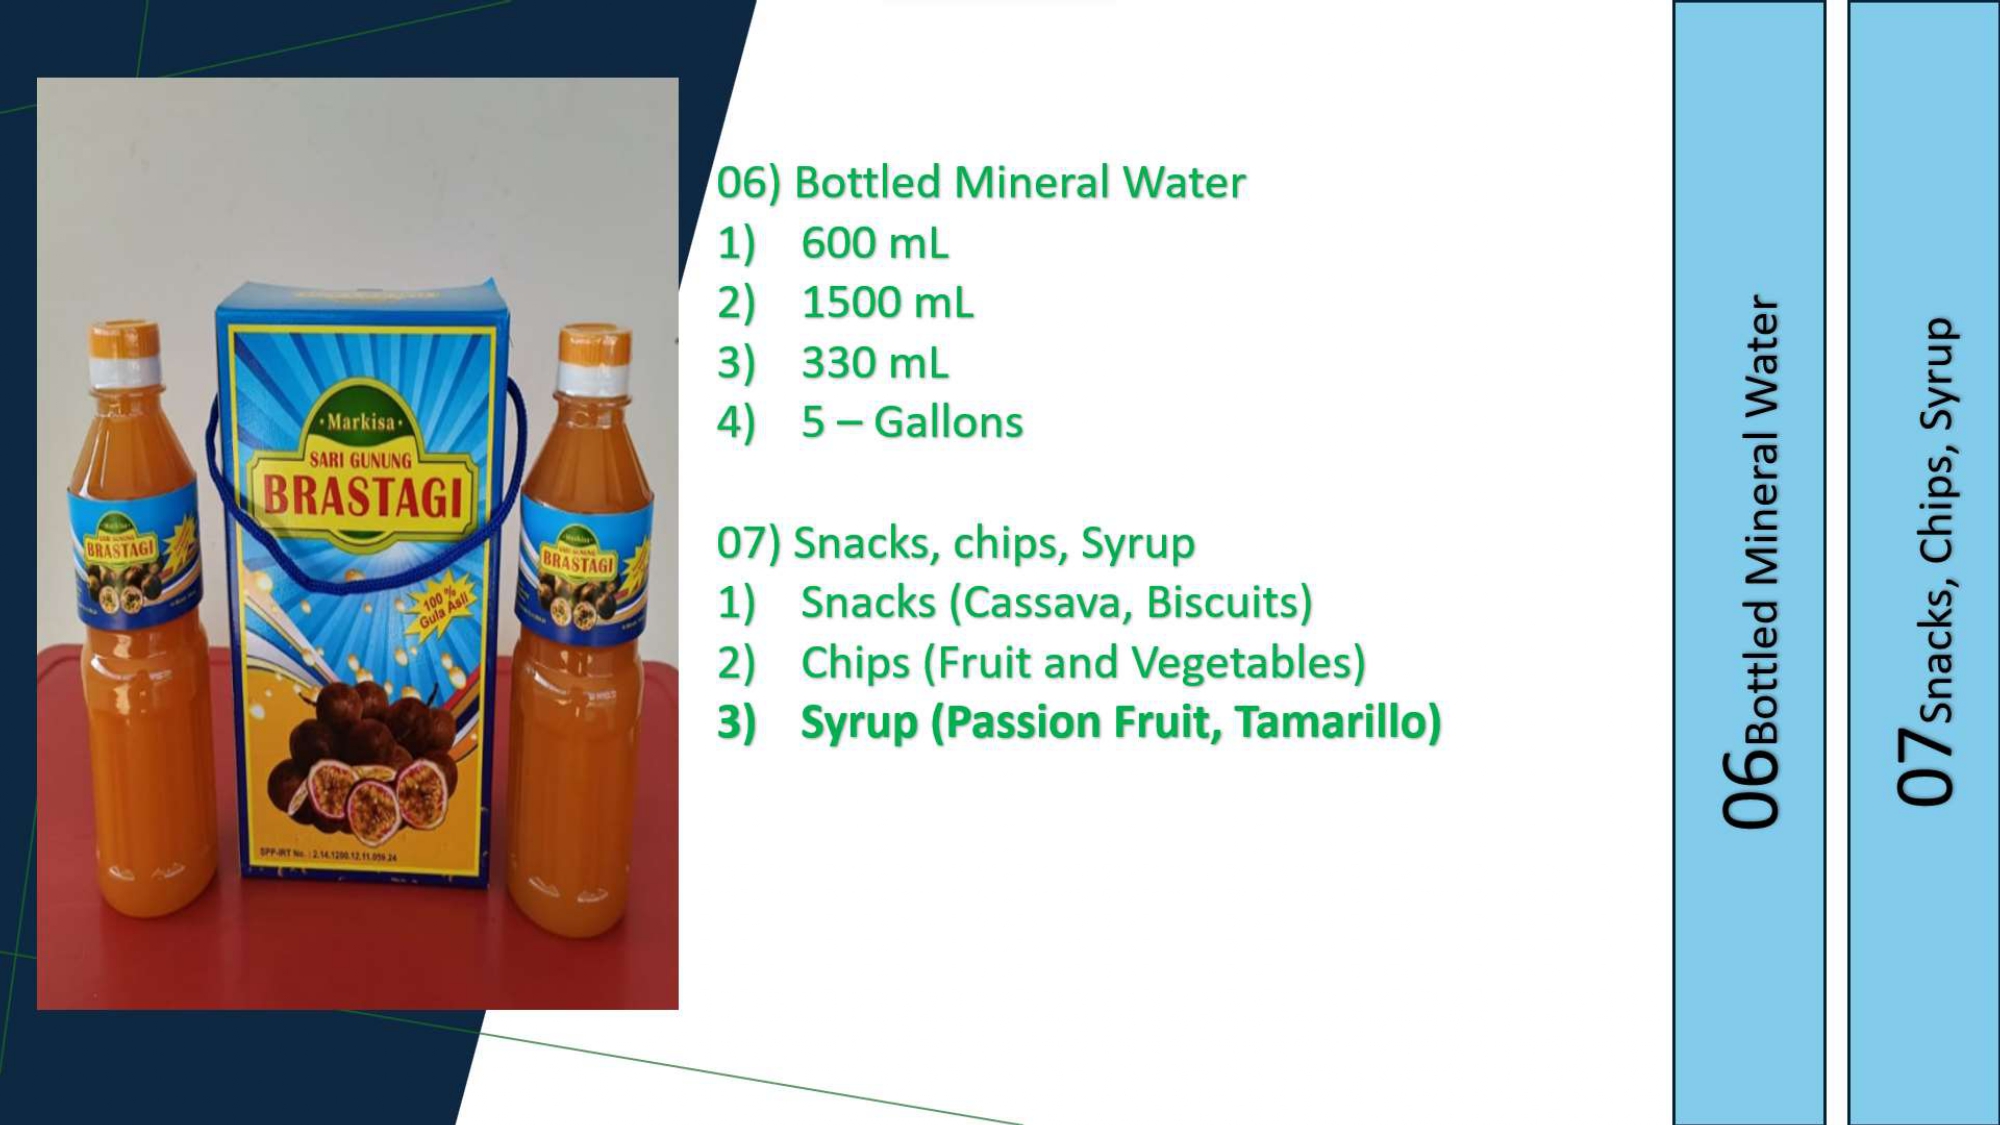 06) Bottled Mineral Water
1) 600 mL
2) 1500 mL
3) 330 mL
4) 5 – Gallons
07) Snacks, chips, Syrup
1) Snacks (Cassava, Biscuits)
2) Chips (Fruit and Vegetables)
3) Syrup (Passion Fruit, Tamarillo)
06 Bottled Mineral Water
07 Snacks, Chips, Syrup
Markisa
SARI GUNUNG
BRASTAGI
100 %
Gula Asli
SPP-IRT No. : 2.14.1200.12.11.059.24
BRASTAGI
BRASTAGI